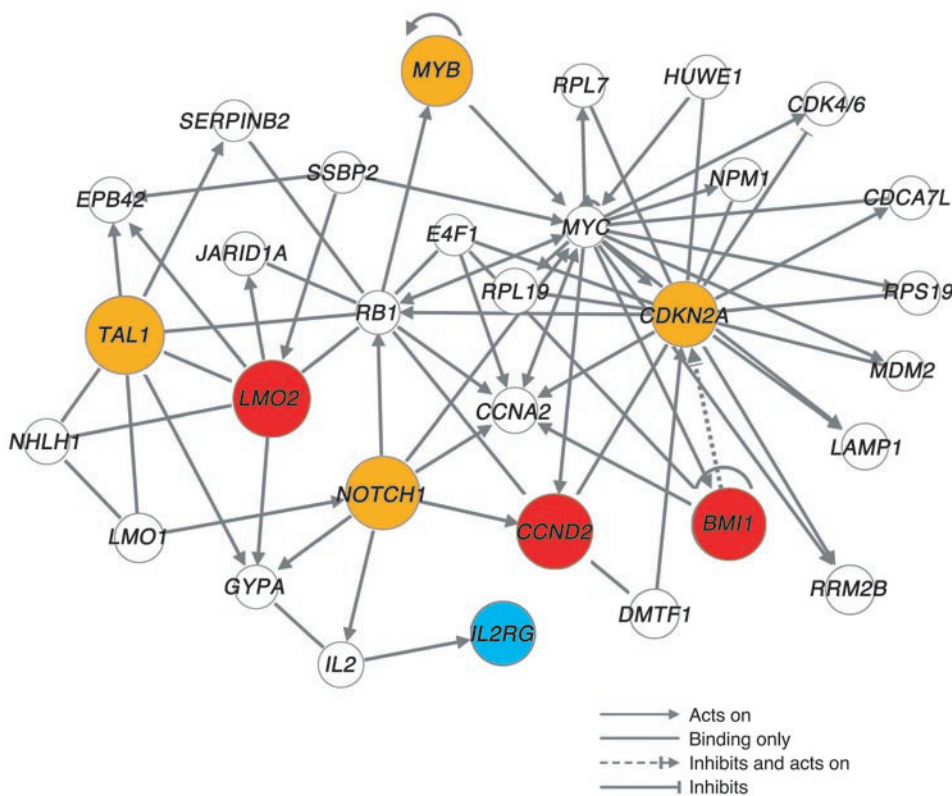 MYB
RPL7
HUWE1
CDK4/6
SERPINB2
SSBP2
NPM1
EPB42
CDCA7L
JARID1A
E4F1
MYC
RPL19
RPS19
RB1
CDKN2A
TAL1
MDM2
LMO2
CCNA2
NHLH1
LAMP1
NOTCH1
BMI1
CCND2
LMO1
GYPA
RRM2B
DMTF1
IL2RG
IL2
Acts on
Binding only
Inhibits and acts on
Inhibits